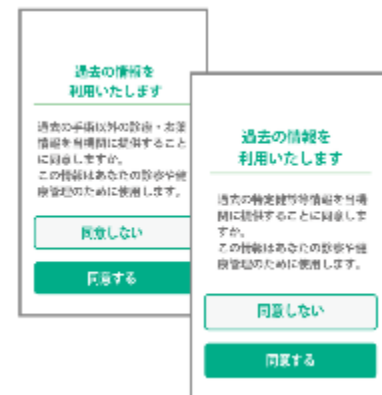 過去の情報を
利用いたします
過去の手術以外の診療・お薬
情報を当機関に提供すること
に同意しますか。
この情報はあなたの診察や健
康管理のために使用します。
同意しない
同意する
過去の情報を
利用いたします
過去の特定健診等情報を当機
関に提供することに同意しま
すか。
この情報はあなたの診察や健
康管理のために使用します。
同意しない
同意する